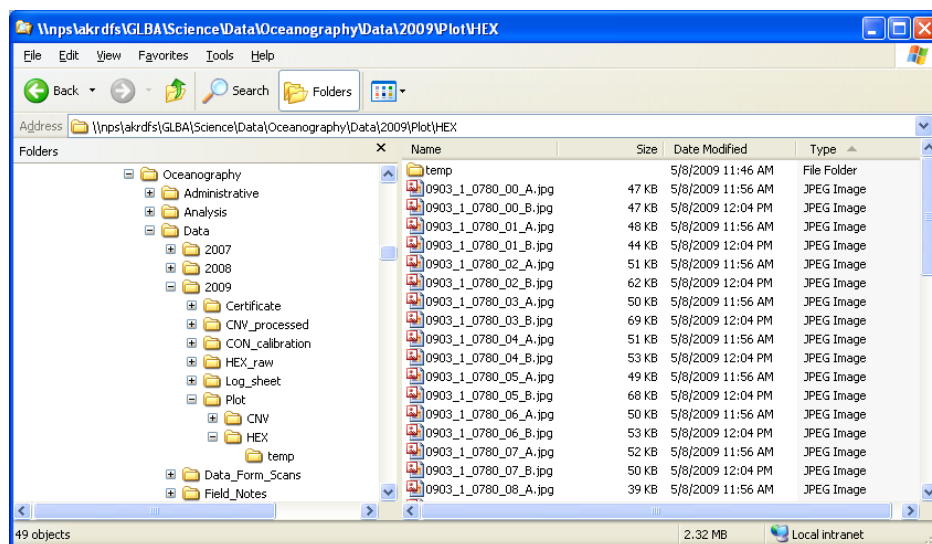 \\nps\akrdfs\GLBA\Science\Data\Oceanography\Data\2009\Plot\HEX
File Edit View Favorites Tools Help
Back Search Folders
Address \\nps\akrdfs\GLBA\Science\Data\Oceanography\Data\2009\Plot\HEX
Folders
Oceanography
Administrative
Analysis
Data
2007
2008
2009
Certificate
CNV_processed
CON_calibration
HEX_raw
Log_sheet
Plot
CNV
HEX
temp
Data_Form_Scans
Field_Notes
Name Size Date Modified Type
temp 5/8/2009 11:46 AM File Folder
0903_1_0780_00_A.jpg 47 KB 5/8/2009 11:56 AM JPEG Image
0903_1_0780_00_B.jpg 47 KB 5/8/2009 12:04 PM JPEG Image
0903_1_0780_01_A.jpg 48 KB 5/8/2009 11:56 AM JPEG Image
0903_1_0780_01_B.jpg 44 KB 5/8/2009 12:04 PM JPEG Image
0903_1_0780_02_A.jpg 51 KB 5/8/2009 11:56 AM JPEG Image
0903_1_0780_02_B.jpg 62 KB 5/8/2009 12:04 PM JPEG Image
0903_1_0780_03_A.jpg 50 KB 5/8/2009 11:56 AM JPEG Image
0903_1_0780_03_B.jpg 69 KB 5/8/2009 12:04 PM JPEG Image
0903_1_0780_04_A.jpg 51 KB 5/8/2009 11:56 AM JPEG Image
0903_1_0780_04_B.jpg 53 KB 5/8/2009 12:04 PM JPEG Image
0903_1_0780_05_A.jpg 49 KB 5/8/2009 11:56 AM JPEG Image
0903_1_0780_05_B.jpg 68 KB 5/8/2009 12:04 PM JPEG Image
0903_1_0780_06_A.jpg 50 KB 5/8/2009 11:56 AM JPEG Image
0903_1_0780_06_B.jpg 53 KB 5/8/2009 12:04 PM JPEG Image
0903_1_0780_07_A.jpg 52 KB 5/8/2009 11:56 AM JPEG Image
0903_1_0780_07_B.jpg 50 KB 5/8/2009 12:04 PM JPEG Image
0903_1_0780_08_A.jpg 39 KB 5/8/2009 11:56 AM JPEG Image
49 objects 2.32 MB Local intranet